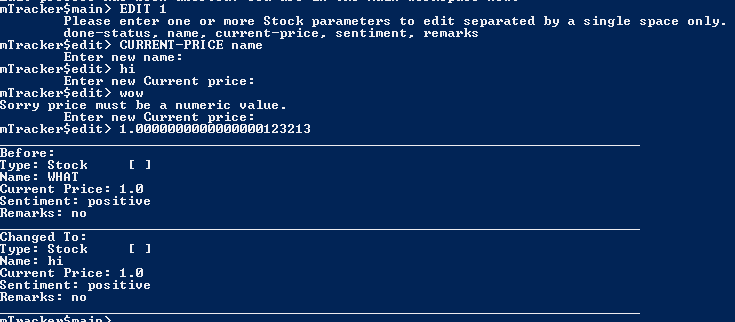 mTracker$main> EDIT 1
Please enter one or more Stock parameters to edit separated by a single space only.
done-status, name, current-price, sentiment, remarks
mTracker$edit> CURRENT-PRICE name
Enter new name:
mTracker$edit> hi
Enter new Current price:
mTracker$edit> wow
Sorry price must be a numeric value.
Enter new Current price:
mTracker$edit> 1.0000000000000000123213
Before:
Type: Stock [ ]
Name: WHAT
Current Price: 1.0
Sentiment: positive
Remarks: no
Changed To:
Type: Stock [ ]
Name: hi
Current Price: 1.0
Sentiment: positive
Remarks: no
mTracker$main>